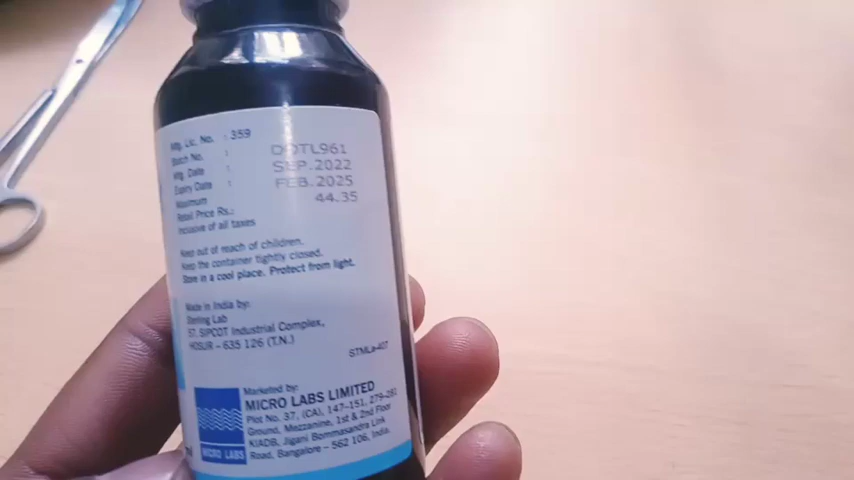 Mfg. Lic. No. : 359
Batch No. : DOTL961
Mfg. Date : SEP.2022
Expiry Date : FEB.2025
Maximum 44.35
Retail Price Rs.:
Inclusive of all taxes
Keep out of reach of children.
Keep the container tightly closed.
Store in a cool place. Protect from light.
Made in India by:
Sterling Lab
57, SIPCOT Industrial Complex,
HOSUR – 635 126 (T.N.)
STMLa-407
Marketed by:
MICRO LABS LIMITED
Plot No. 37, (CA), 147-151, 279-281
Ground, Mezzanine, 1st & 2nd Floor
KIADB, Jigani Bommasandra Link
Road, Bangalore – 562 106, India.
MICRO LABS
ml